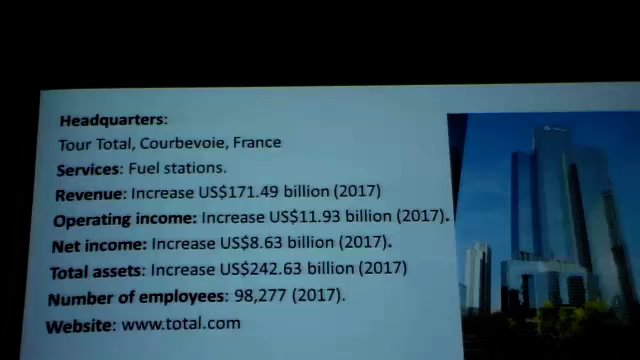 Headquarters:
Tour Total, Courbevoie, France
Services: Fuel stations.
Revenue: Increase US$171.49 billion (2017)
Operating income: Increase US$11.93 billion (2017).
Net income: Increase US$8.63 billion (2017).
Total assets: Increase US$242.63 billion (2017)
Number of employees: 98,277 (2017).
Website: www.total.com